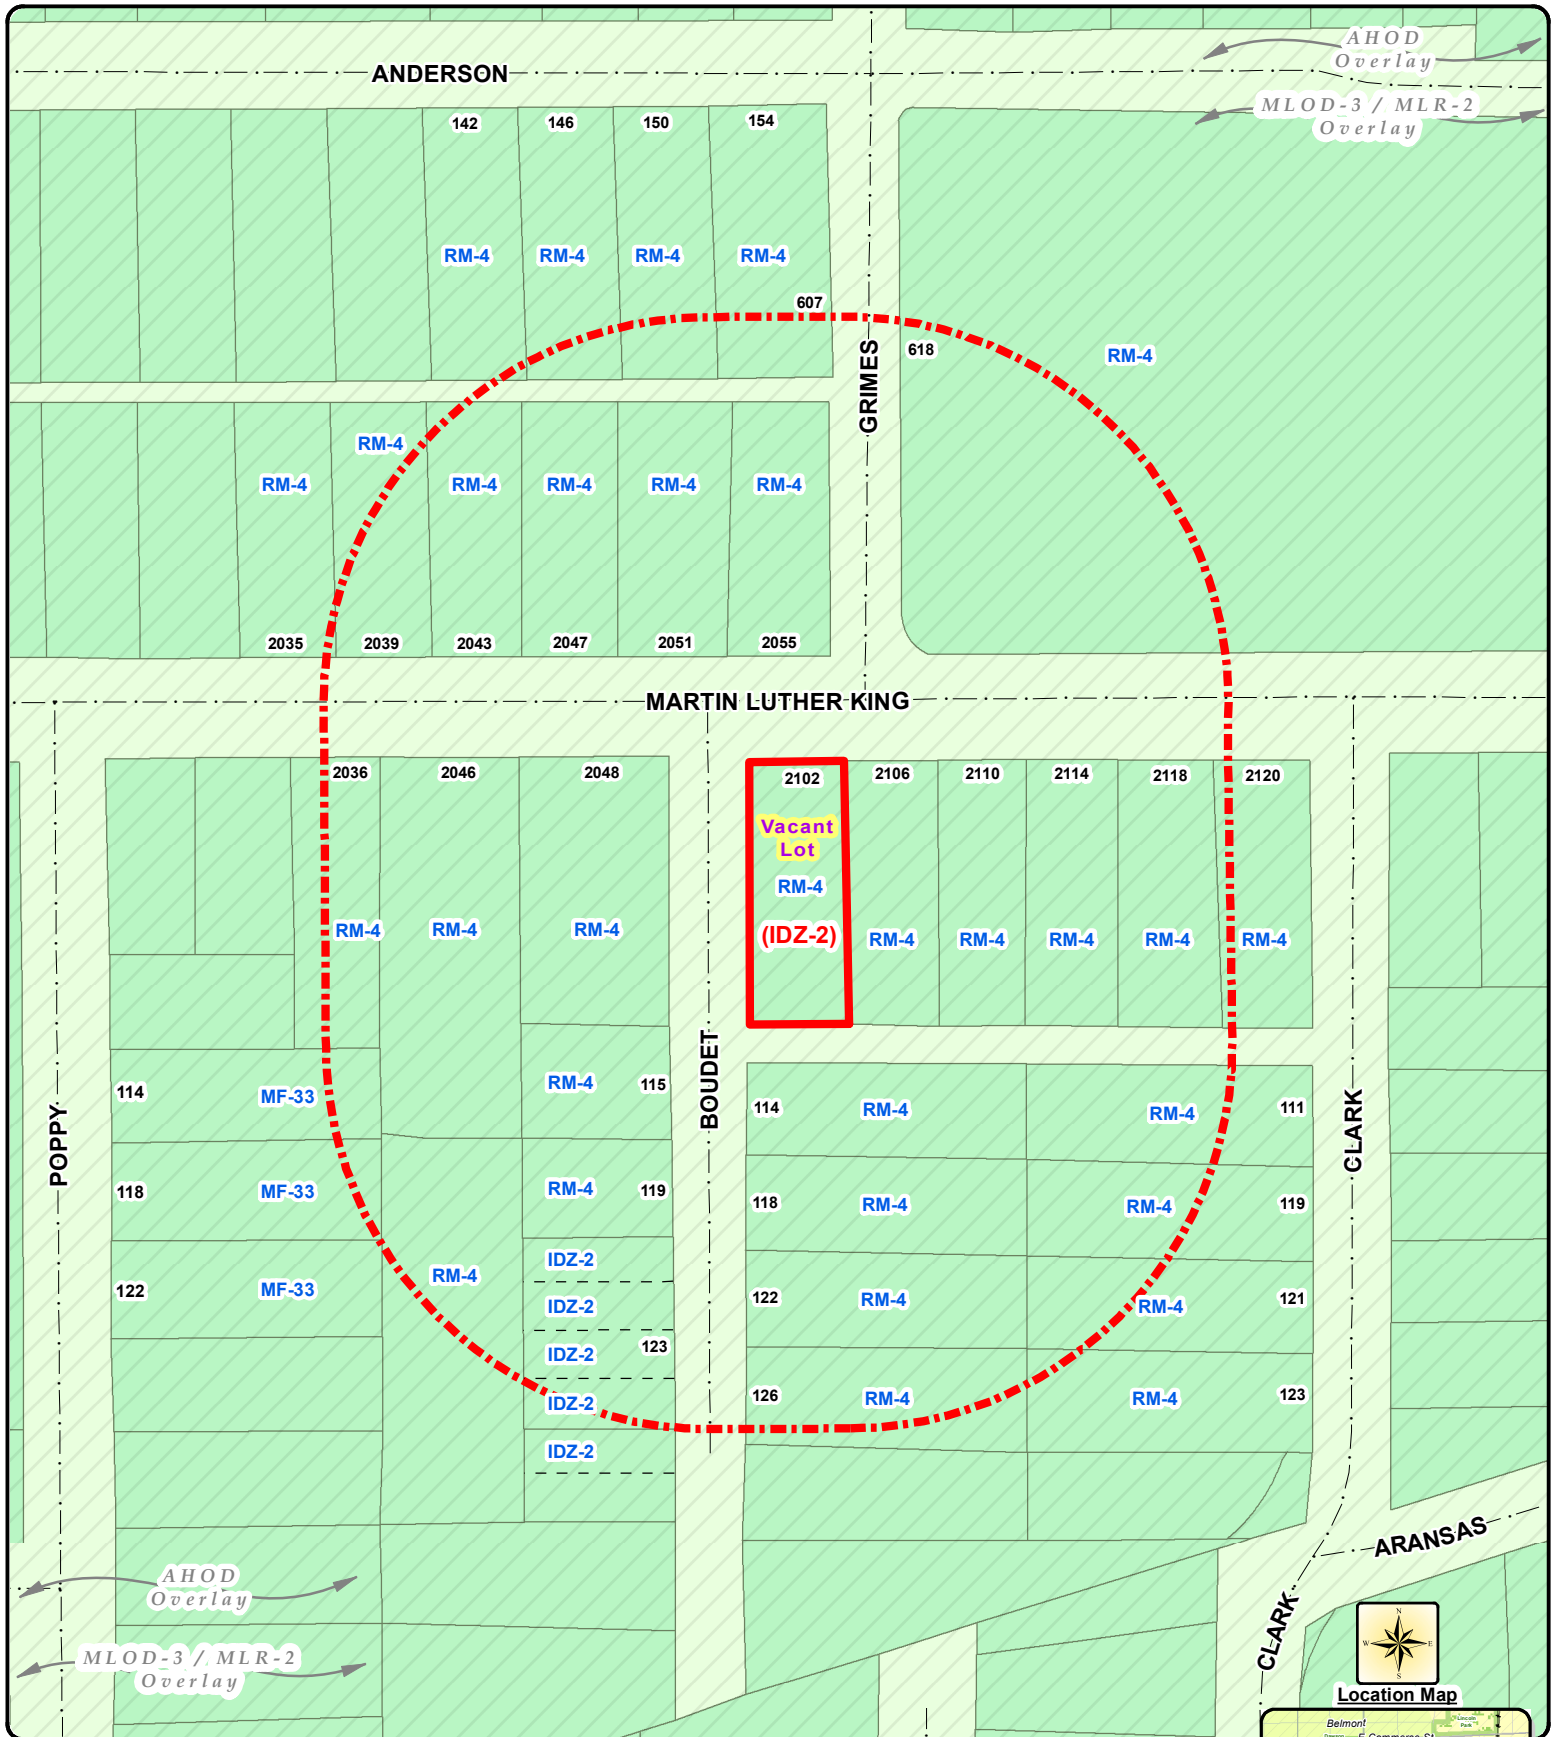 AHOD
Overlay
ANDERSON
MLOD-3 / MLR-2
Overlay
142
146
150
154
RM-4
RM-4
RM-4
RM-4
607
618
RM-4
GRIMES
RM-4
RM-4
RM-4
RM-4
RM-4
RM-4
2035
2039
2043
2047
2051
2055
MARTIN LUTHER KING
2036
2046
2048
2102
2106
2110
2114
2118
2120
Vacant
Lot
RM-4
(IDZ-2)
RM-4
RM-4
RM-4
RM-4
RM-4
RM-4
RM-4
RM-4
BOUDET
POPPY
CLARK
114
MF-33
RM-4
115
114
RM-4
RM-4
111
118
MF-33
RM-4
119
118
RM-4
RM-4
119
122
MF-33
RM-4
IDZ-2
IDZ-2
IDZ-2
123
IDZ-2
IDZ-2
122
RM-4
RM-4
121
126
RM-4
RM-4
123
ARANSAS
CLARK
AHOD
Overlay
MLOD-3 / MLR-2
Overlay
N
W
E
S
Location Map
Belmont
Lincoln
Park
E Commerce St